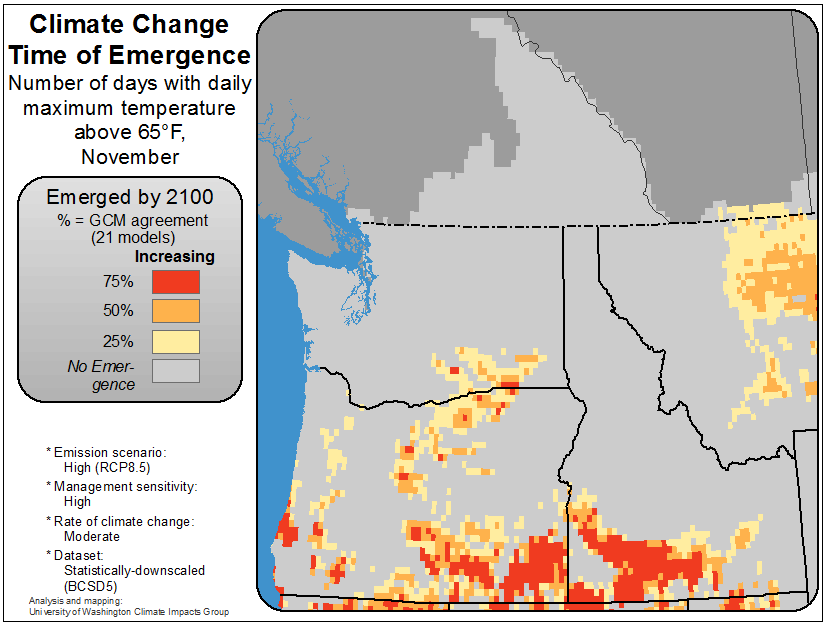 Climate Change
Time of Emergence
Number of days with daily
maximum temperature
above 65°F,
November
Emerged by 2100
% = GCM agreement
(21 models)
Increasing
75%
50%
25%
No Emer-
gence
* Emission scenario:
High (RCP8.5)
* Management sensitivity:
High
* Rate of climate change:
Moderate
* Dataset:
Statistically-downscaled
(BCSD5)
Analysis and mapping:
University of Washington Climate Impacts Group